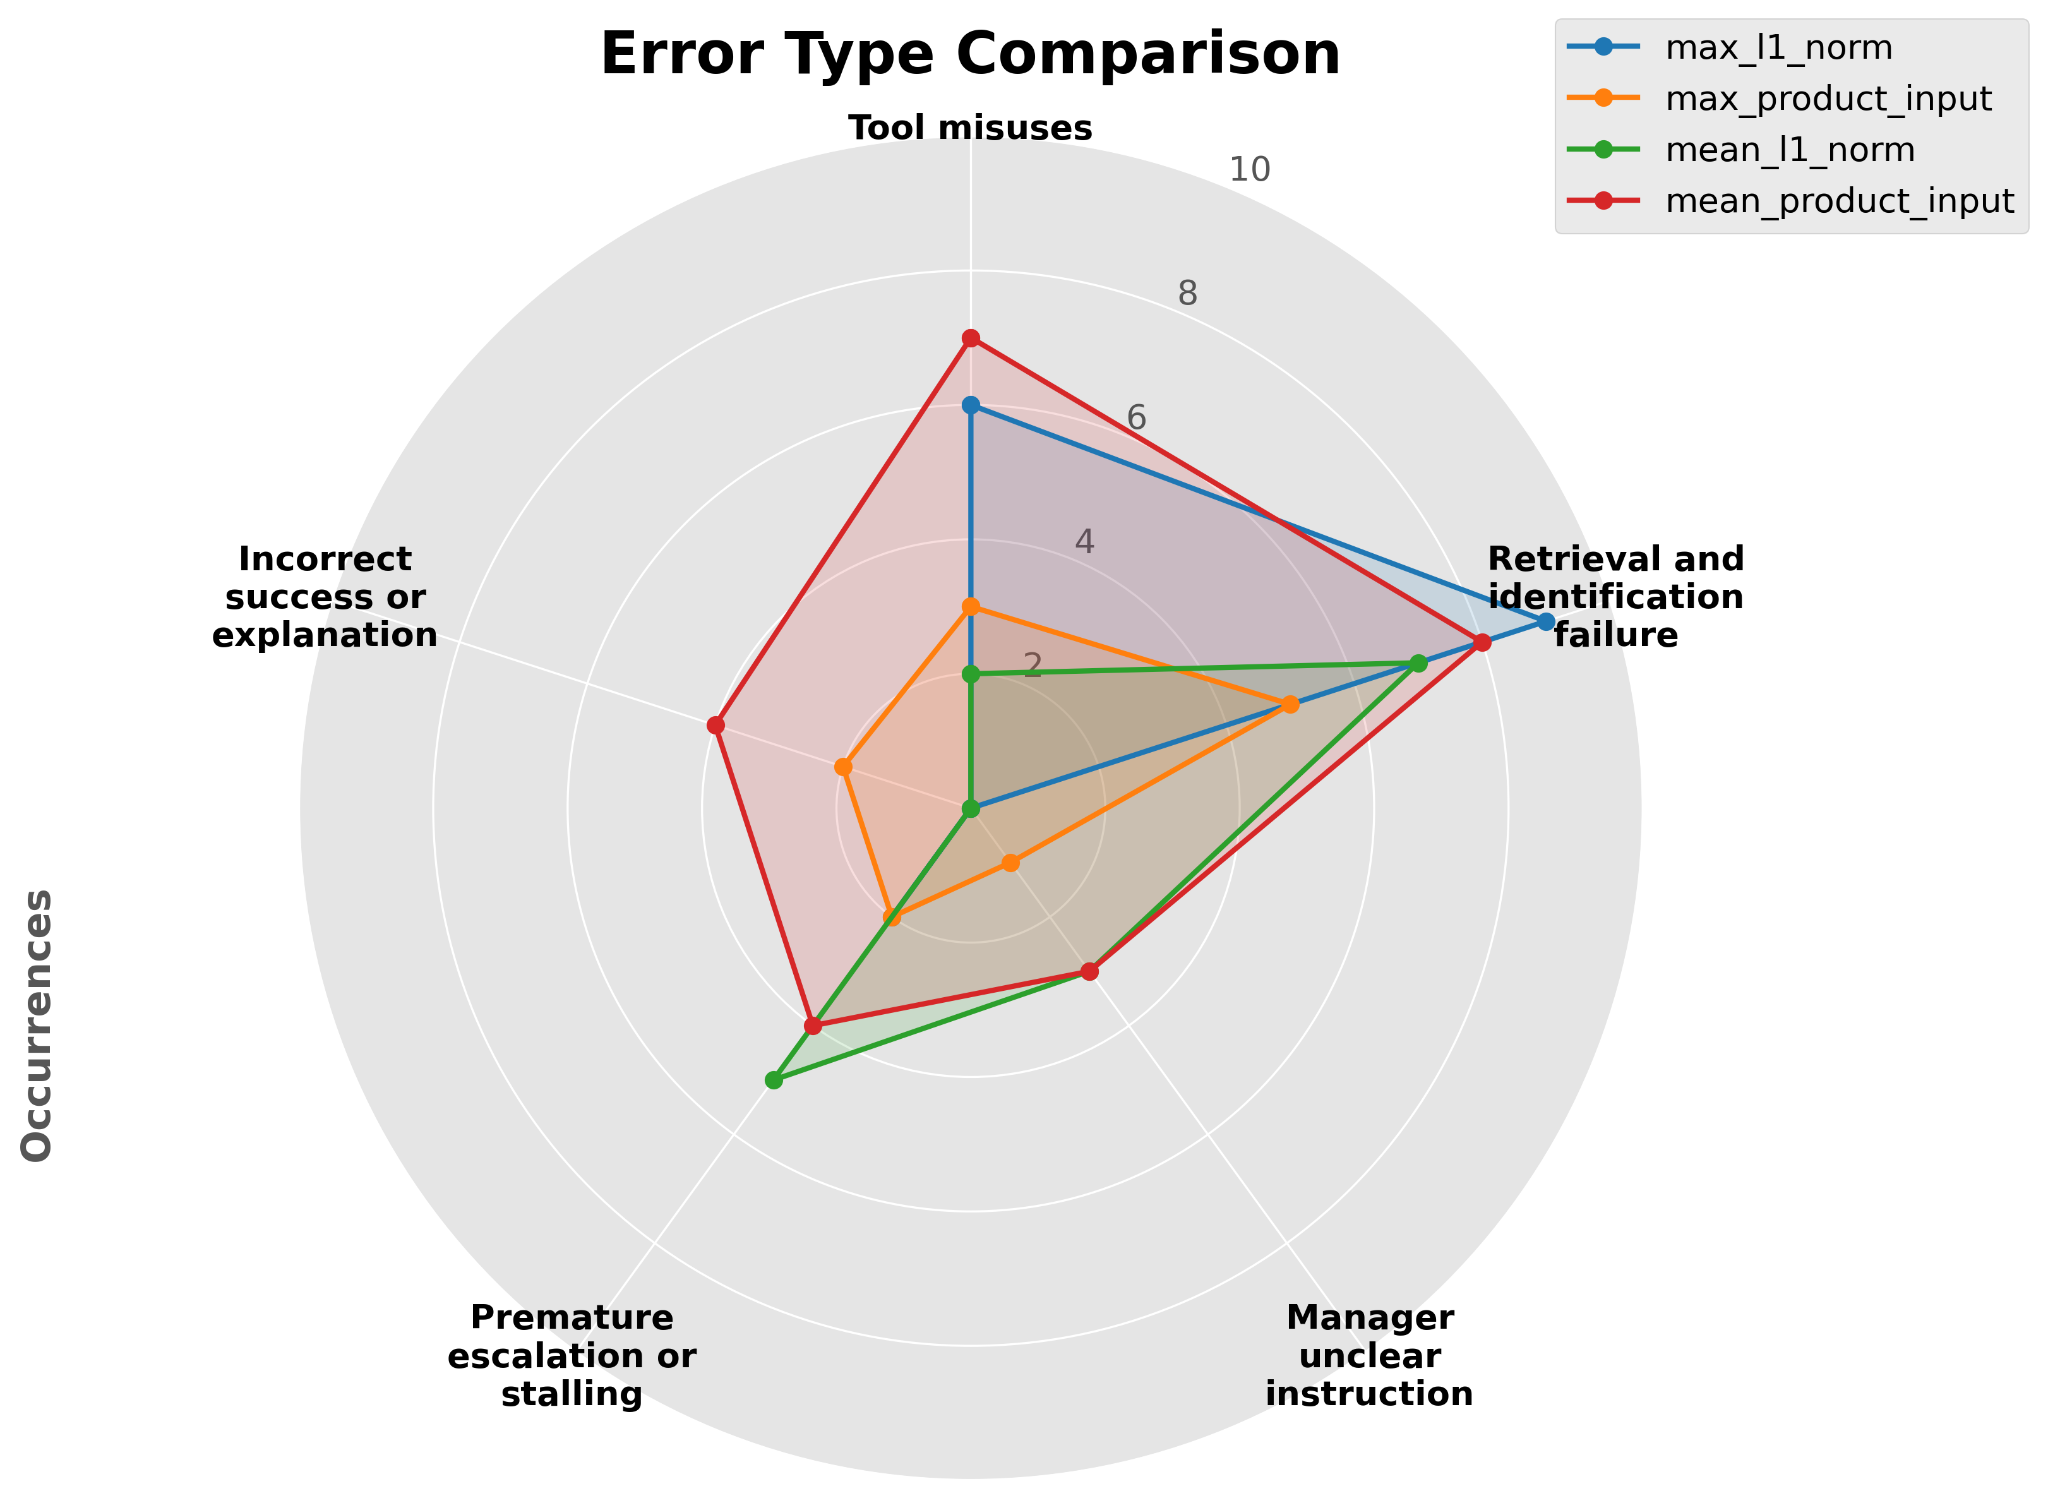 Error Type Comparison
max_l1_norm
max_product_input
mean_l1_norm
mean_product_input
Tool misuses
10
8
6
4
2
Incorrect
success or
explanation
Retrieval and
identification
failure
Occurrences
Premature
escalation or
stalling
Manager
unclear
instruction